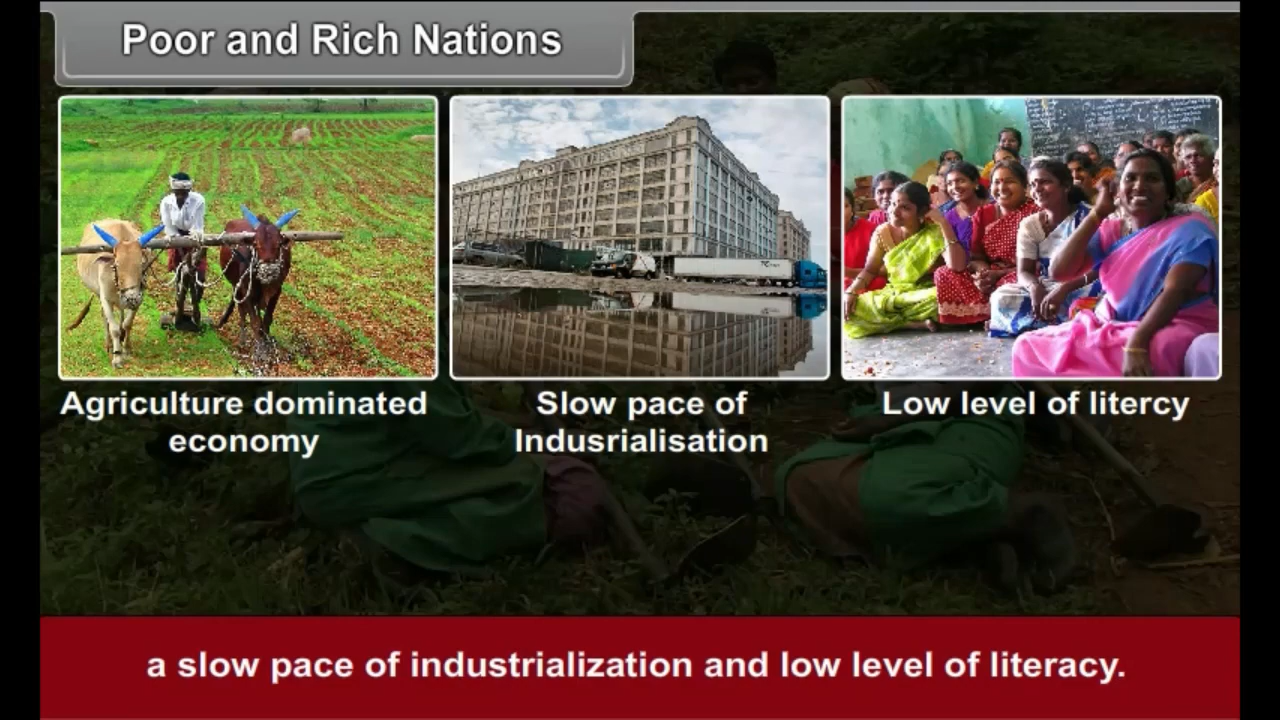 Poor and Rich Nations
Agriculture dominated
economy
Slow pace of
Indusrialisation
Low level of litercy
a slow pace of industrialization and low level of literacy.